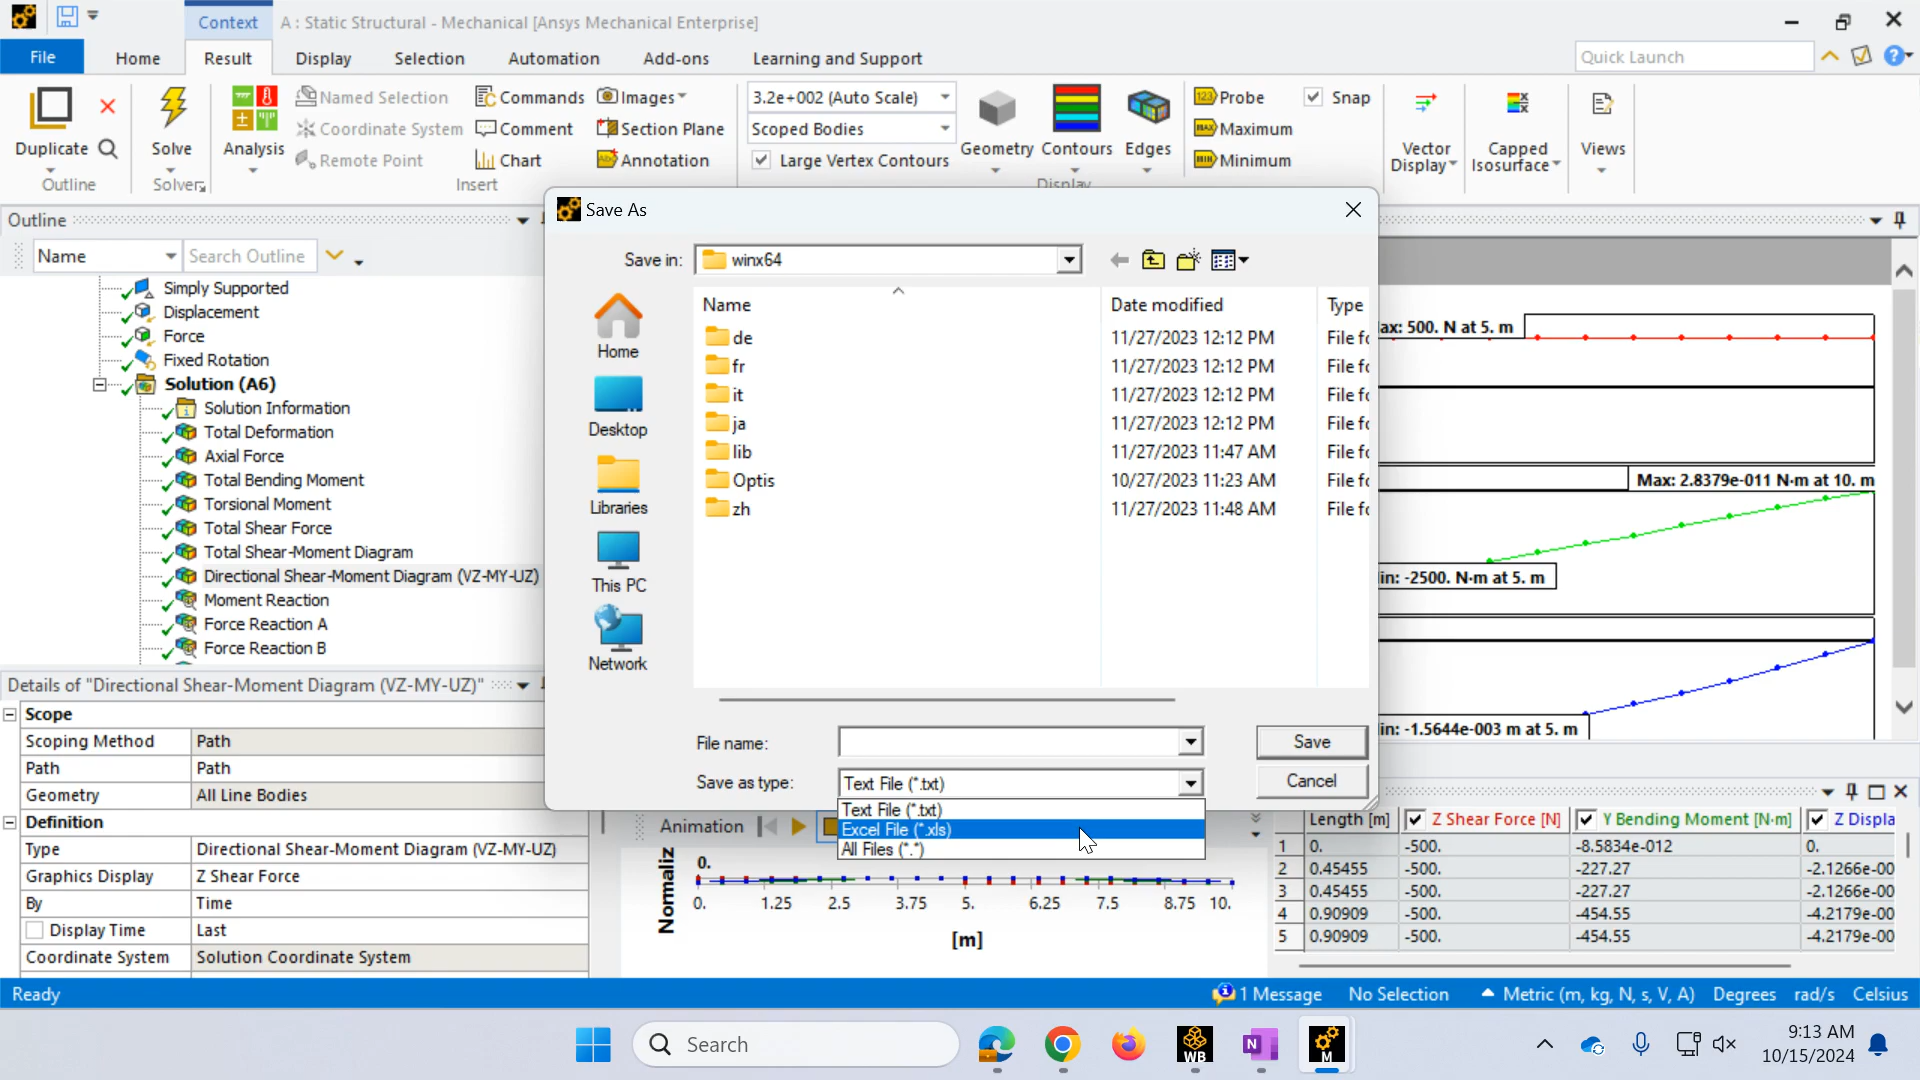 Context
A : Static Structural - Mechanical [Ansys Mechanical Enterprise]
File
Home
Result
Display
Selection
Automation
Add-ons
Learning and Support
Quick Launch
Duplicate
Outline
Solve
Solver
Analysis
Named Selection
Coordinate System
Remote Point
Commands
Comment
Chart
Images
Section Plane
Annotation
Insert
3.2e+002 (Auto Scale)
Scoped Bodies
Large Vertex Contours
Geometry
Contours
Edges
Display
Probe
Maximum
Minimum
Snap
Vector Display
Capped Isosurface
Views
Outline
Name
Search Outline
Simply Supported
Displacement
Force
Fixed Rotation
Solution (A6)
Solution Information
Total Deformation
Axial Force
Total Bending Moment
Torsional Moment
Total Shear Force
Total Shear-Moment Diagram
Directional Shear-Moment Diagram (VZ-MY-UZ)
Moment Reaction
Force Reaction A
Force Reaction B
Details of "Directional Shear-Moment Diagram (VZ-MY-UZ)"
Scope
Scoping Method Path
Path Path
Geometry All Line Bodies
Definition
Type Directional Shear-Moment Diagram (VZ-MY-UZ)
Graphics Display Z Shear Force
By Time
Display Time Last
Coordinate System Solution Coordinate System
Save As
Save in: winx64
Home
Desktop
Libraries
This PC
Network
Name Date modified Type
de 11/27/2023 12:12 PM File fo
fr 11/27/2023 12:12 PM File fo
it 11/27/2023 12:12 PM File fo
ja 11/27/2023 12:12 PM File fo
lib 11/27/2023 11:47 AM File fo
Optis 10/27/2023 11:23 AM File fo
zh 11/27/2023 11:48 AM File fo
File name:
Save
Save as type: Text File (*.txt)
Cancel
Text File (*.txt)
Excel File (*.xls)
All Files (*.*)
ax: 500. N at 5. m
Max: 2.8379e-011 N·m at 10. m
in: -2500. N·m at 5. m
in: -1.5644e-003 m at 5. m
Animation
Normaliz
0.
0. 1.25 2.5 3.75 5. 6.25 7.5 8.75 10.
[m]
Length [m] Z Shear Force [N] Y Bending Moment [N·m] Z Displa
1 0. -500. -8.5834e-012 0.
2 0.45455 -500. -227.27 -2.1266e-00
3 0.45455 -500. -227.27 -2.1266e-00
4 0.90909 -500. -454.55 -4.2179e-00
5 0.90909 -500. -454.55 -4.2179e-00
Ready
1 Message
No Selection
Metric (m, kg, N, s, V, A)
Degrees
rad/s
Celsius
Search
WB
N
M
9:13 AM
10/15/2024